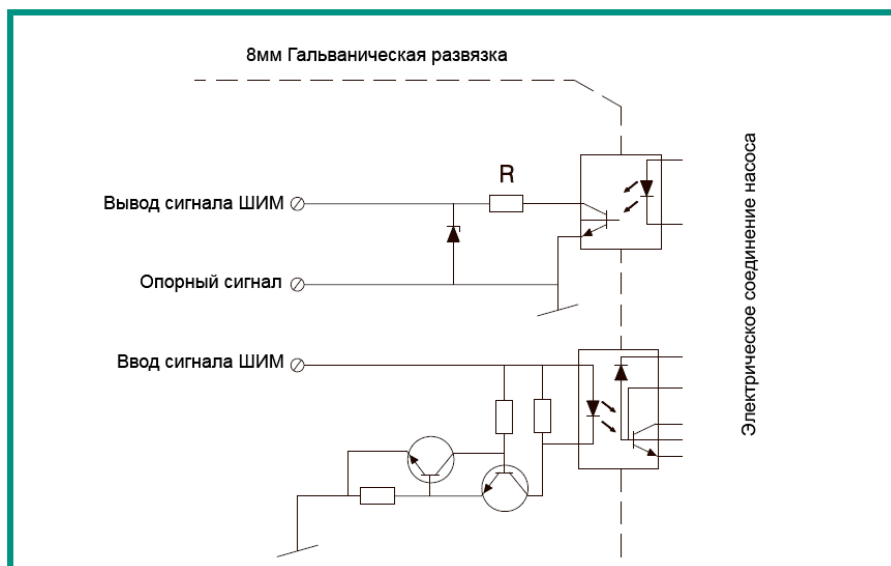 8мм Гальваническая развязка
R
Вывод сигнала ШИМ
Опорный сигнал
Ввод сигнала ШИМ
Электрическое соединение насоса